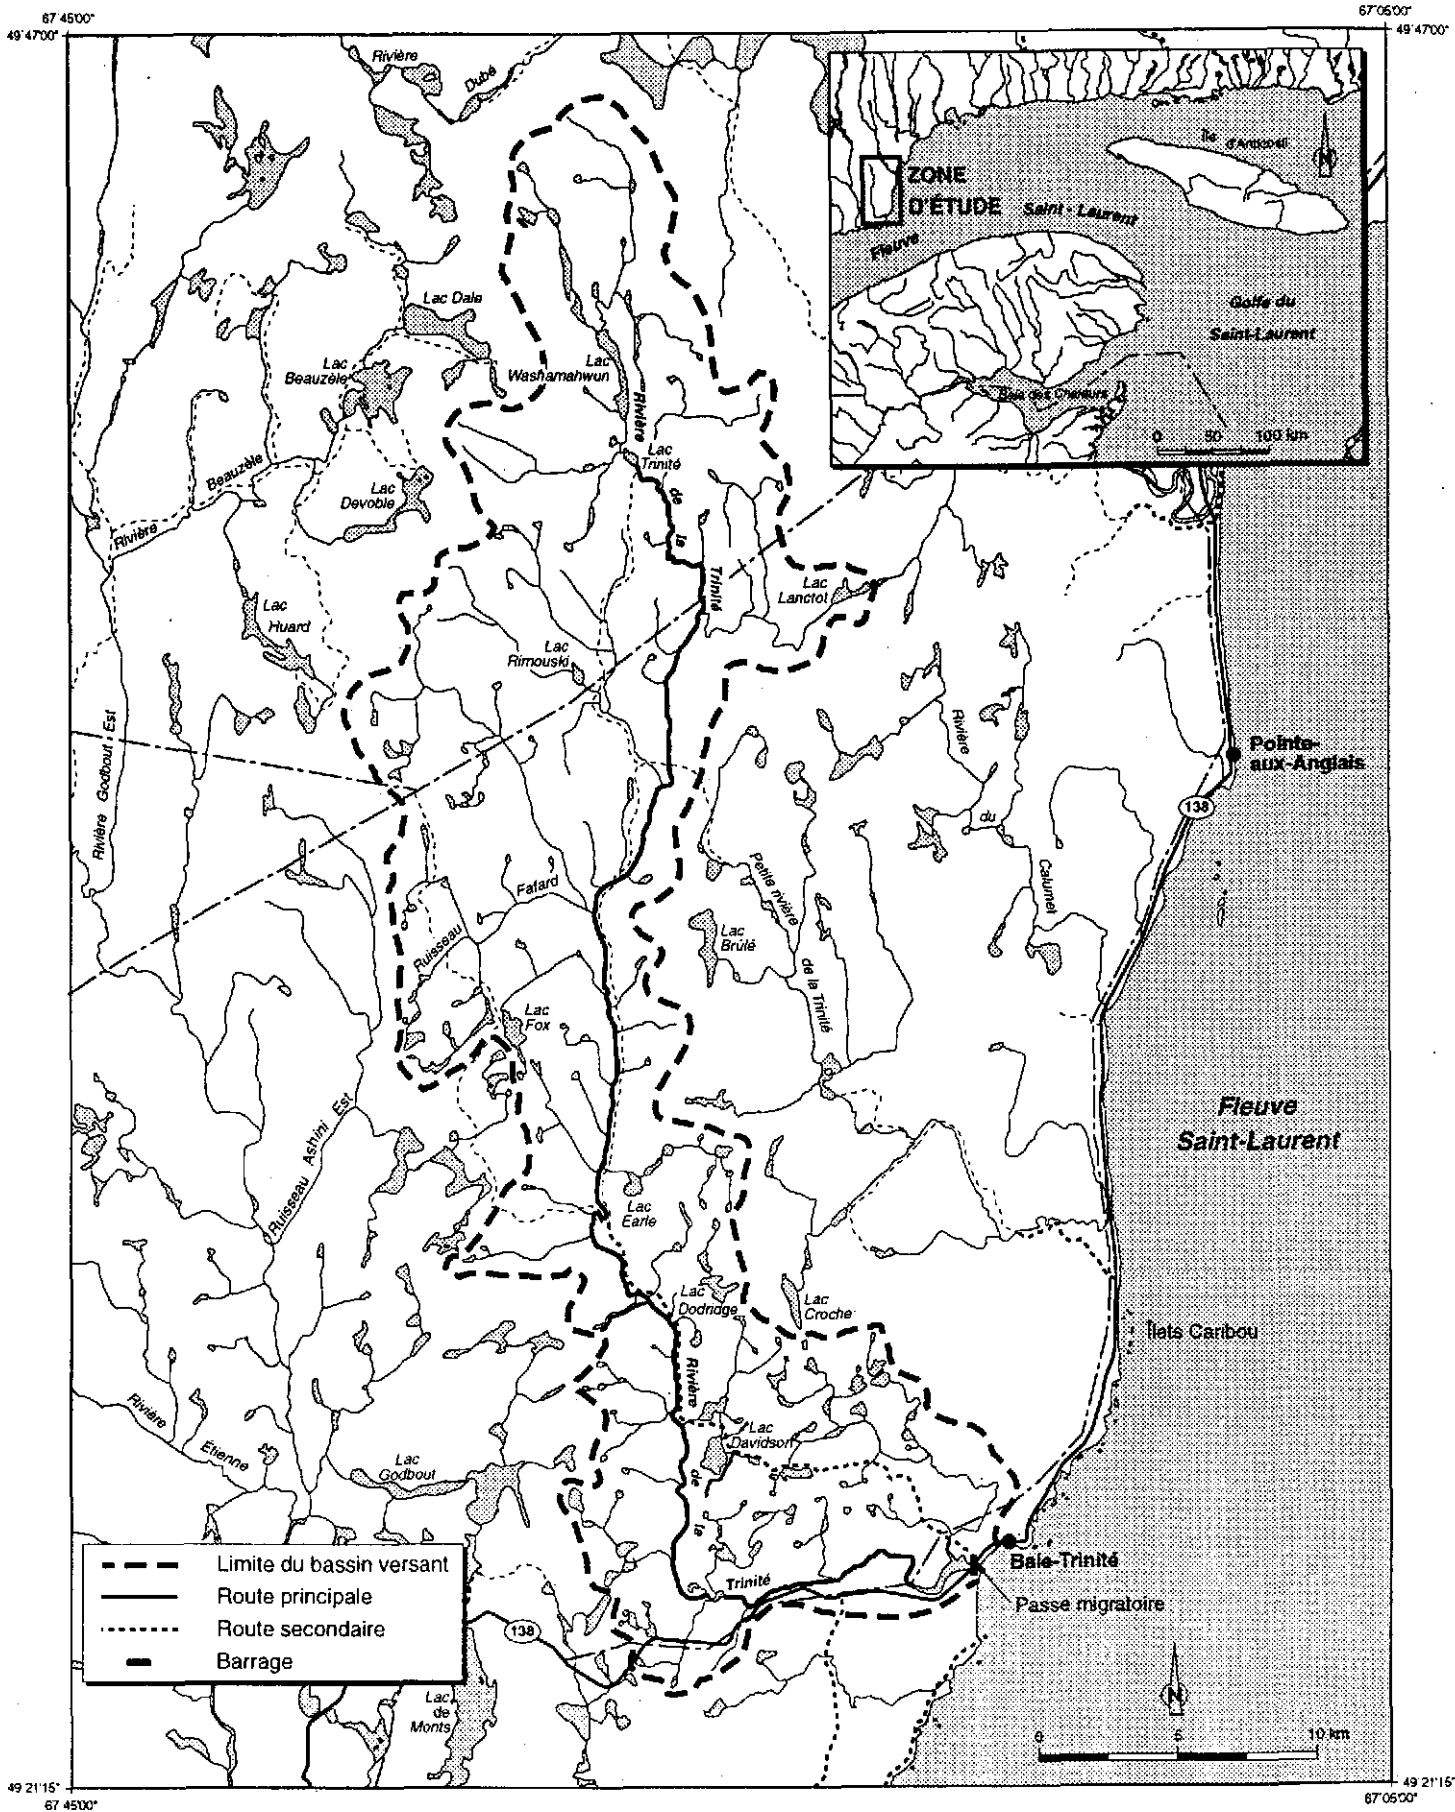 67°45'00"
67°05'00"
49°47'00"
49°47'00"
Rivière
Dubé
Île
d'Anticosti
N
ZONE
D'ÉTUDE
Saint-Laurent
Fleuve
Golfe du
Saint-Laurent
Baie des Chaleurs
0 50 100 km
Lac Dale
Lac
Beauzèle
Lac
Washamahwun
Rivière
Lac
Trinité
de
la
Trinité
Beauzèle
Rivière
Lac
Devoble
Lac
Lanctot
Lac
Huard
Lac
Rimouski
Rivière Godbout Est
Rivière
du
Calumet
Pointe-
aux-Anglais
138
Fafard
Ruisseau
Petite rivière
de la Trinité
Lac
Brûlé
Lac
Fox
Ruisseau Ashini Est
Fleuve
Saint-Laurent
Lac
Earle
Lac
Dodridge
Lac
Croche
Îlets Caribou
Rivière
Rivière
Étienne
Lac
Godbout
Lac
Davidson
de
la
Trinité
Baie-Trinité
Passe migratoire
Limite du bassin versant
Route principale
Route secondaire
Barrage
138
Lac
de
Monts
N
0 5 10 km
49°21'15"
49°21'15"
67°45'00"
67°05'00"